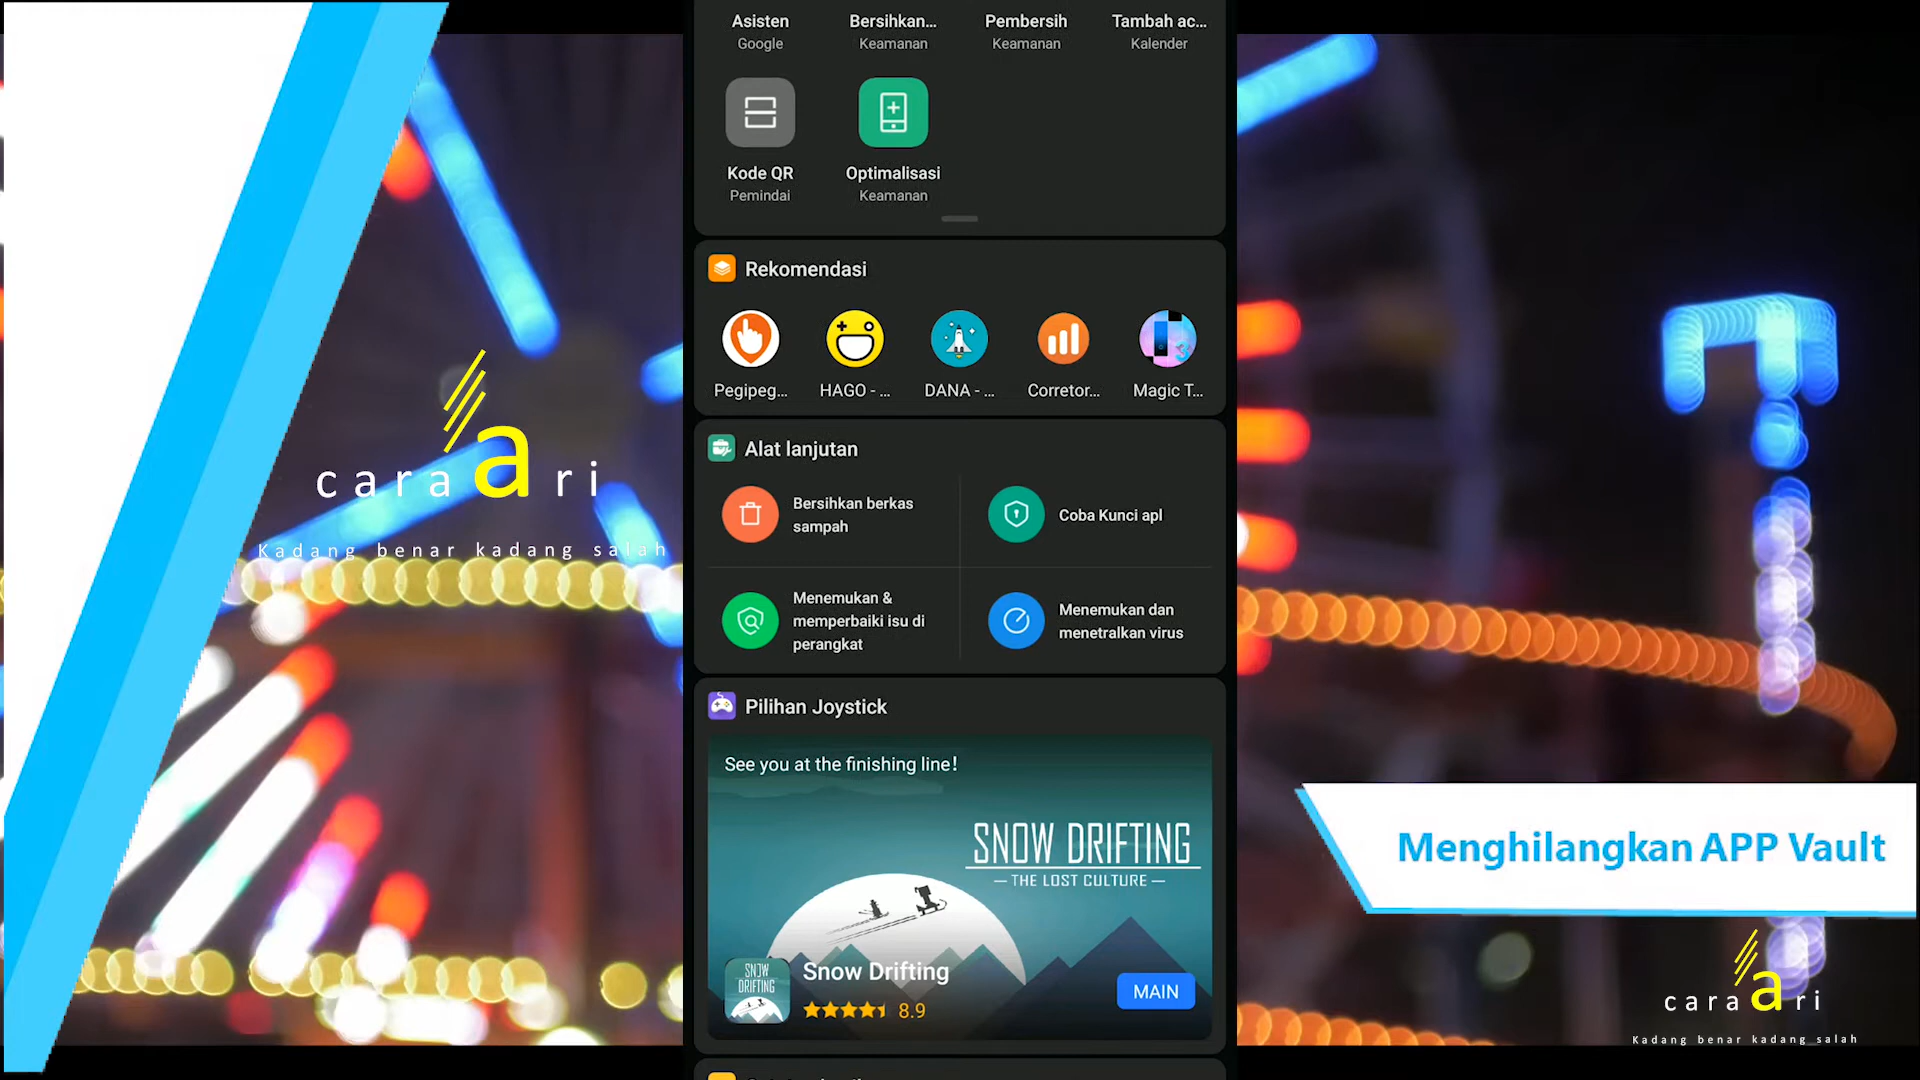 Asisten
Google
Bersihkan...
Keamanan
Pembersih
Keamanan
Tambah ac...
Kalender
Kode QR
Pemindai
Optimalisasi
Keamanan
Rekomendasi
Pegipeg...
HAGO - ...
DANA - ...
Corretor...
Magic T...
Alat lanjutan
Bersihkan berkas
sampah
Coba Kunci apl
Menemukan &
memperbaiki isu di
perangkat
Menemukan dan
menetralkan virus
Pilihan Joystick
See you at the finishing line!
SNOW DRIFTING
— THE LOST CULTURE —
SNOW
DRIFTING
Snow Drifting
8.9
MAIN
cara ari
Kadang benar kadang salah
Menghilangkan APP Vault
cara ari
Kadang benar kadang salah